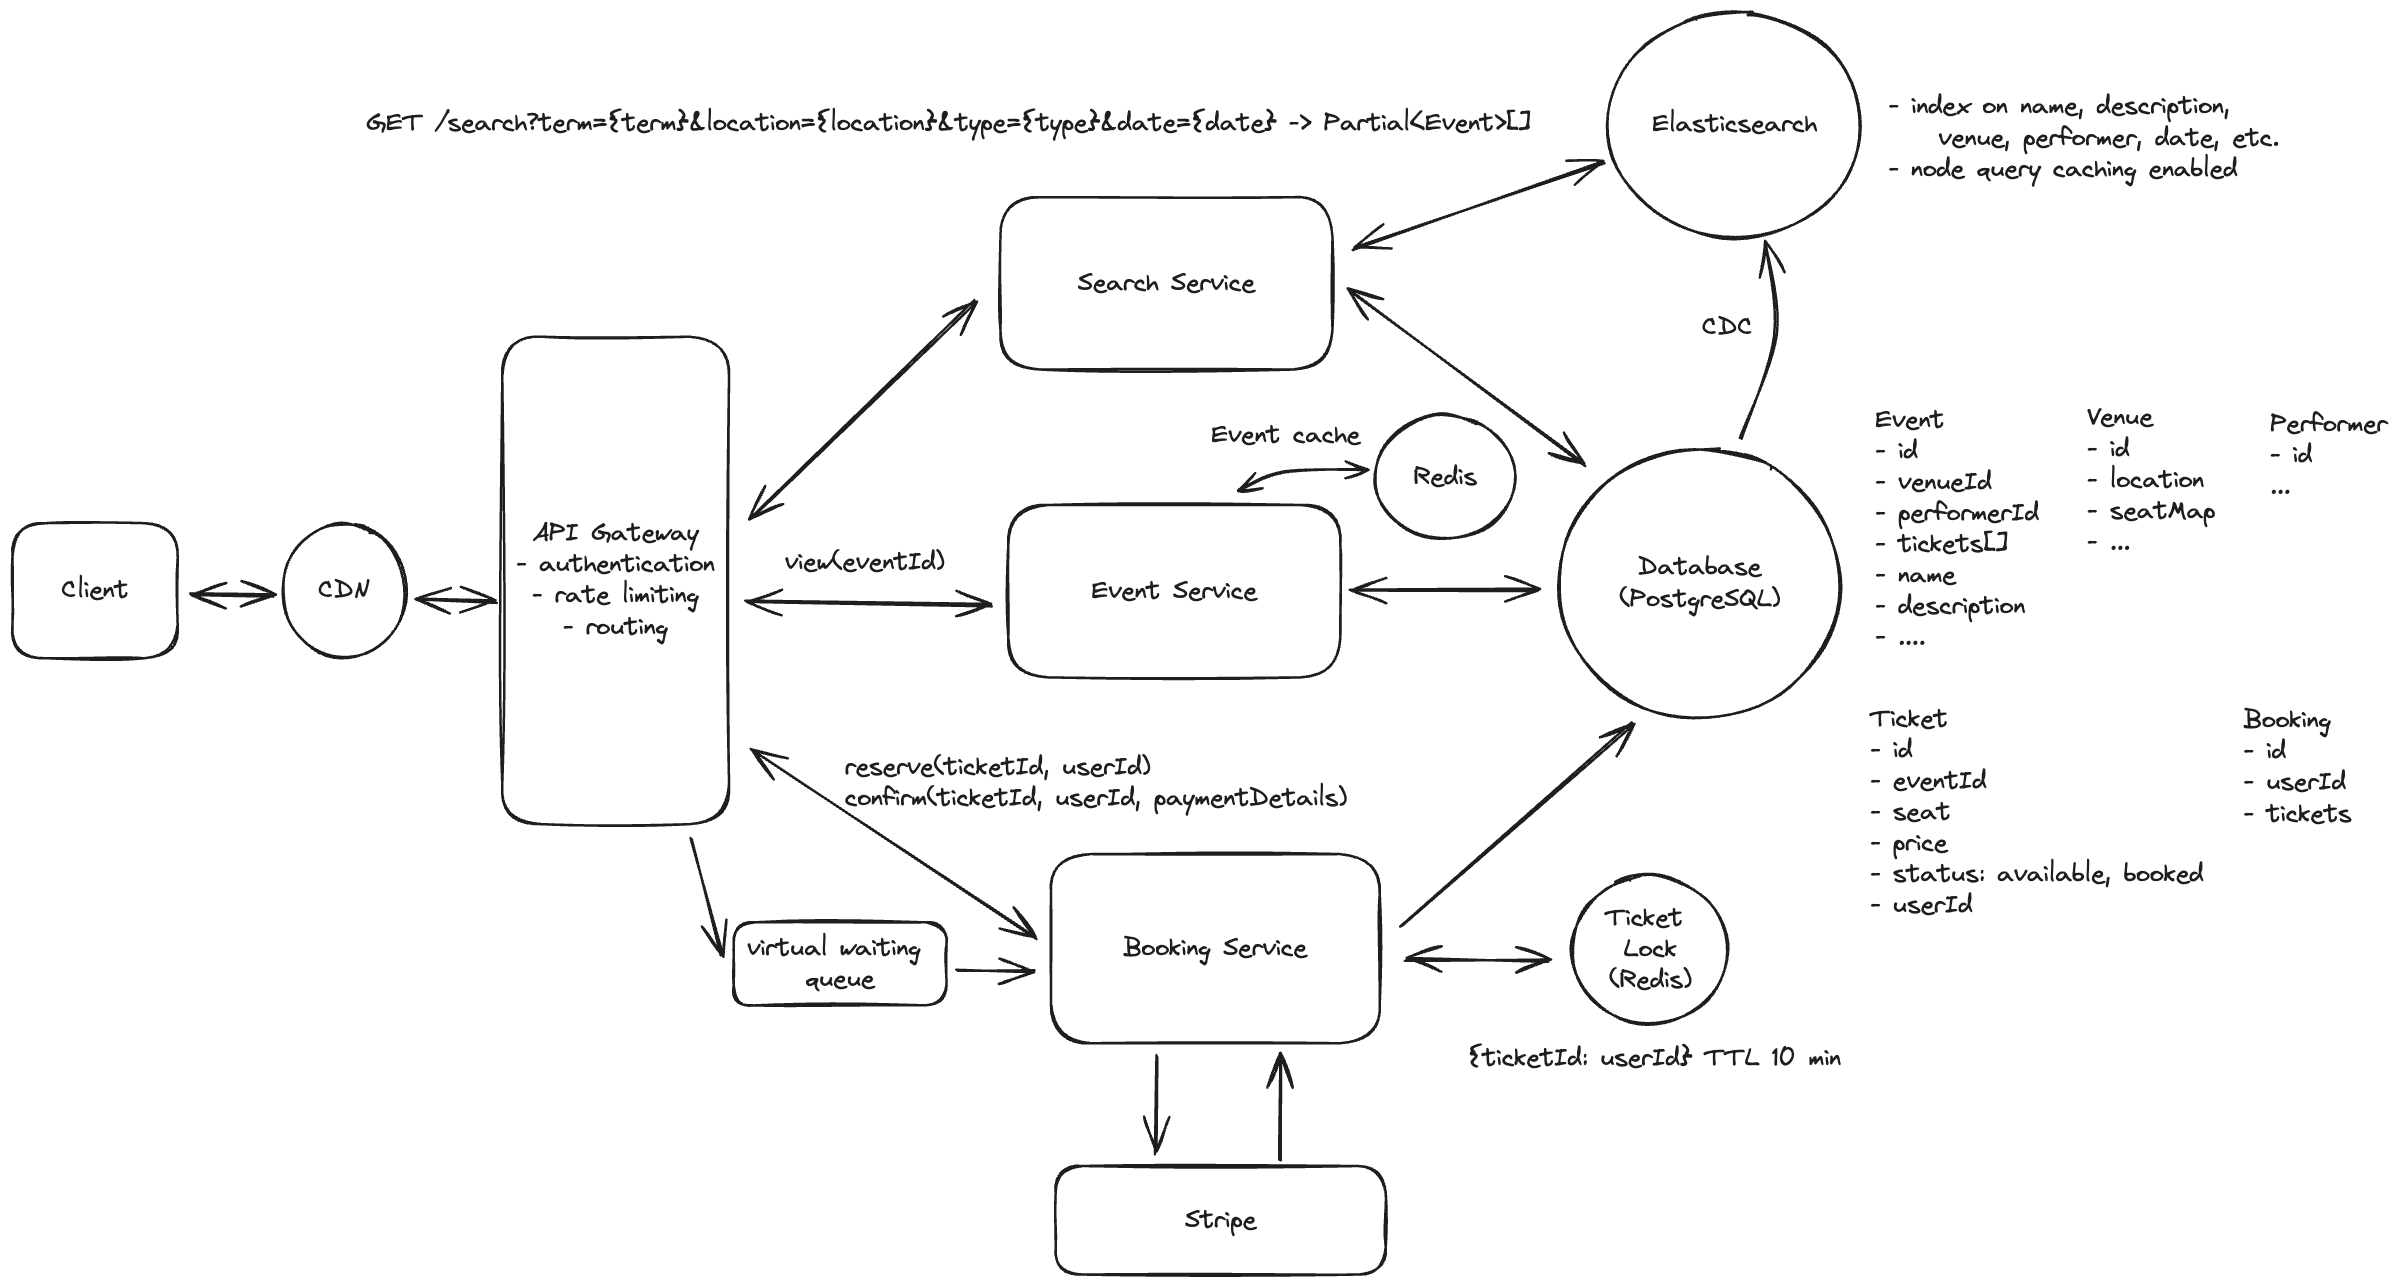 GET /search?term={term}&location={location}&type={type}&date={date} -> Partial<Event>[]
Elasticsearch
- index on name, description,
venue, performer, date, etc.
- node query caching enabled
Search Service
CDC
Event cache
Redis
Client
CDN
API Gateway
- authentication
- rate limiting
- routing
view(eventId)
Event Service
Database
(PostgreSQL)
Event
- id
- venueId
- performerId
- tickets[]
- name
- description
- ....
Venue
- id
- location
- seatMap
- ...
Performer
- id
...
reserve(ticketId, userId)
confirm(ticketId, userId, paymentDetails)
virtual waiting
queue
Booking Service
Ticket
Lock
(Redis)
{ticketId: userId} TTL 10 min
Ticket
- id
- eventId
- seat
- price
- status: available, booked
- userId
Booking
- id
- userId
- tickets
Stripe